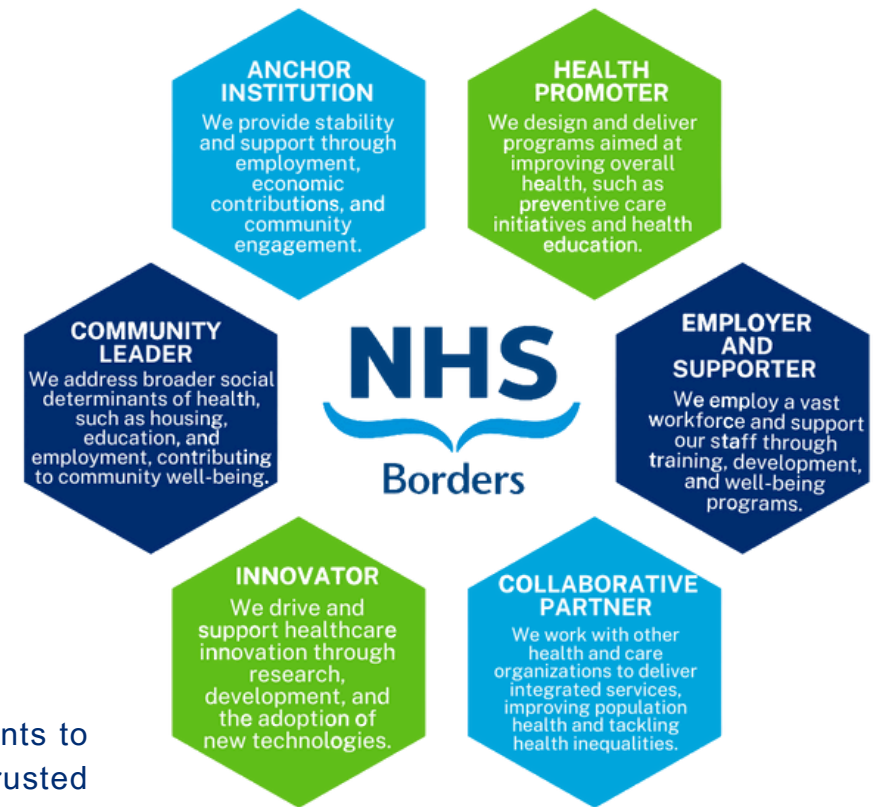 ANCHOR
INSTITUTION
We provide stability
and support through
employment,
economic
contributions, and
community
engagement.
HEALTH
PROMOTER
We design and deliver
programs aimed at
improving overall
health, such as
preventive care
initiatives and health
education.
COMMUNITY
LEADER
We address broader social
determinants of health,
such as housing,
education, and
employment, contributing
to community well-being.
NHS
Borders
EMPLOYER
AND
SUPPORTER
We employ a vast
workforce and support
our staff through
training, development,
and well-being
programs.
INNOVATOR
We drive and
support healthcare
innovation through
research,
development, and
the adoption of
new technologies.
COLLABORATIVE
PARTNER
We work with other
health and care
organizations to deliver
integrated services,
improving population
health and tackling
health inequalities.
nts to
rusted